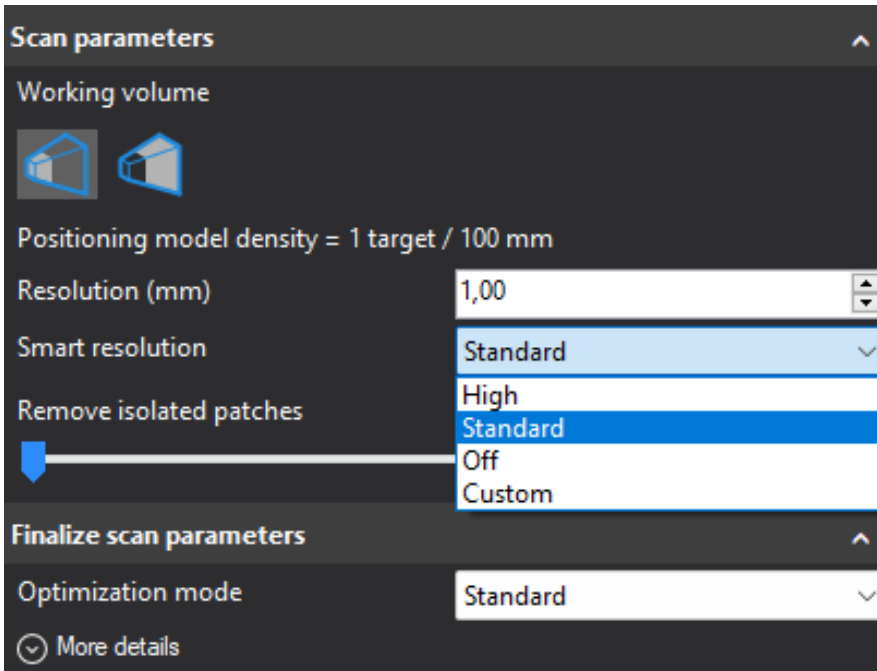 Scan parameters
Working volume
Positioning model density = 1 target / 100 mm
Resolution (mm) 1,00
Smart resolution Standard
High
Remove isolated patches
Standard
Off
Custom
Finalize scan parameters
Optimization mode Standard
More details